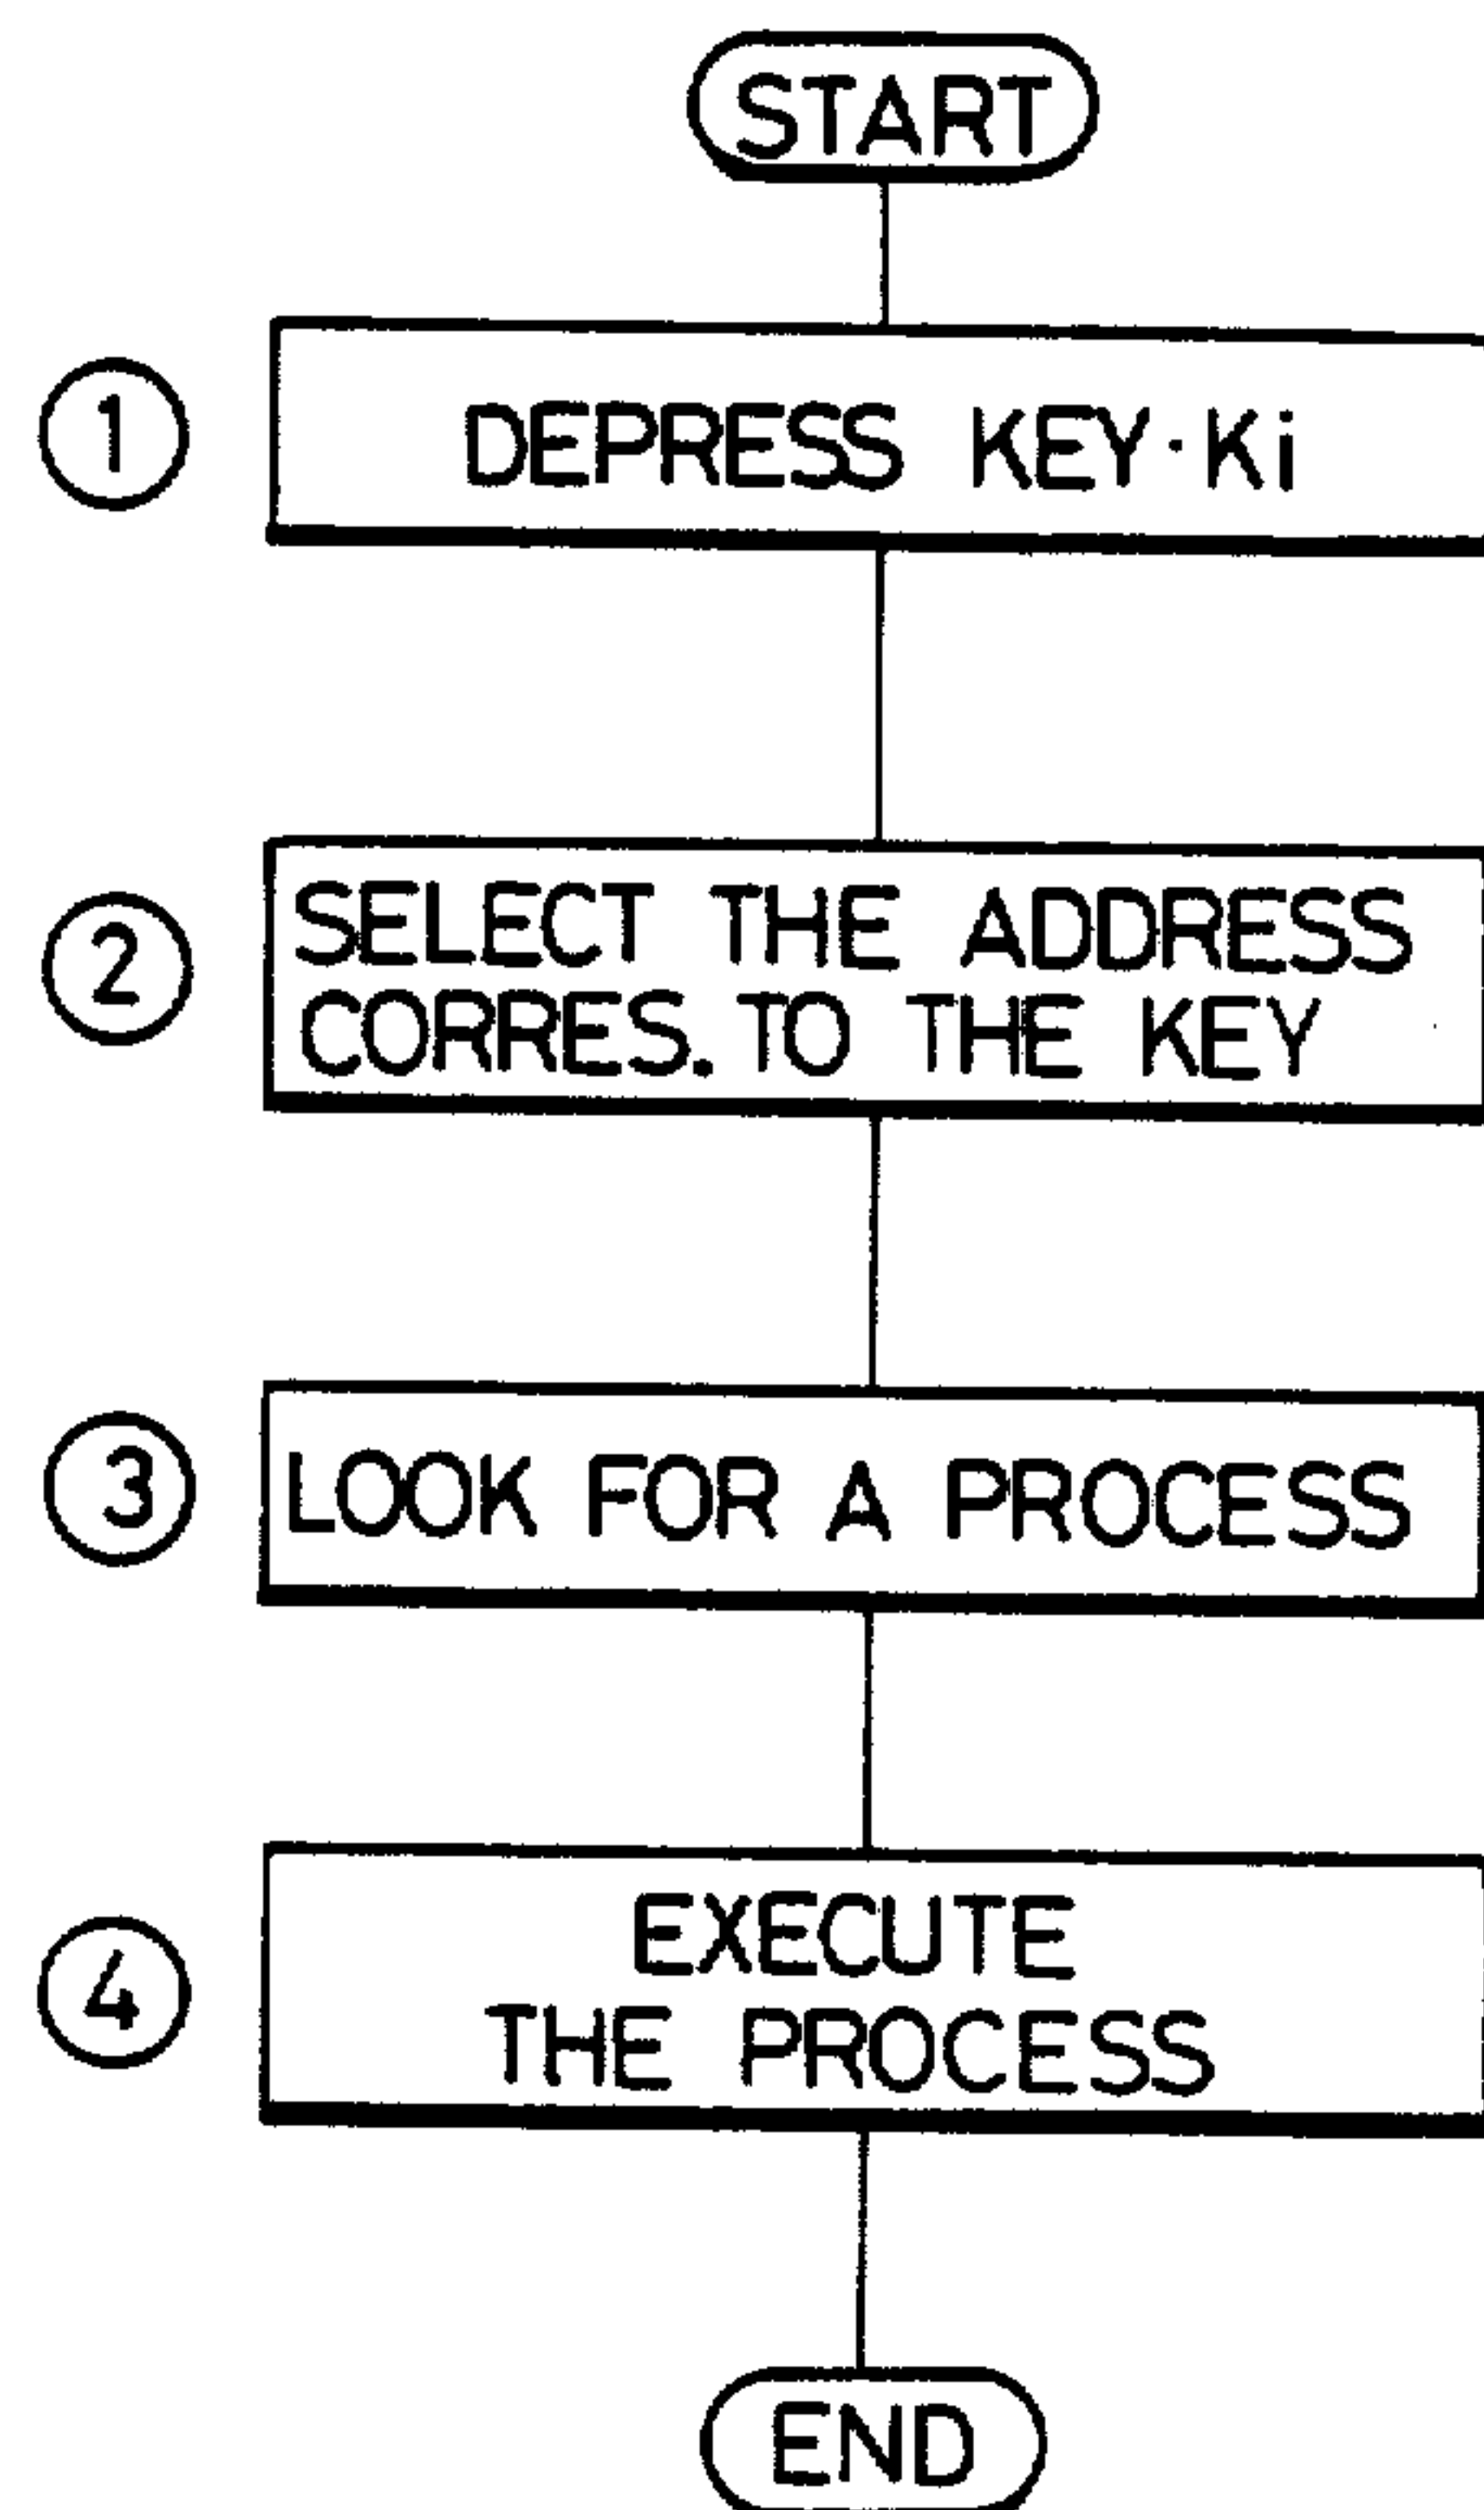 START
1
DEPRESS KEY·Ki
2
SELECT THE ADDRESS
CORRES. TO THE KEY
3
LOOK FOR A PROCESS
4
EXECUTE
THE PROCESS
END